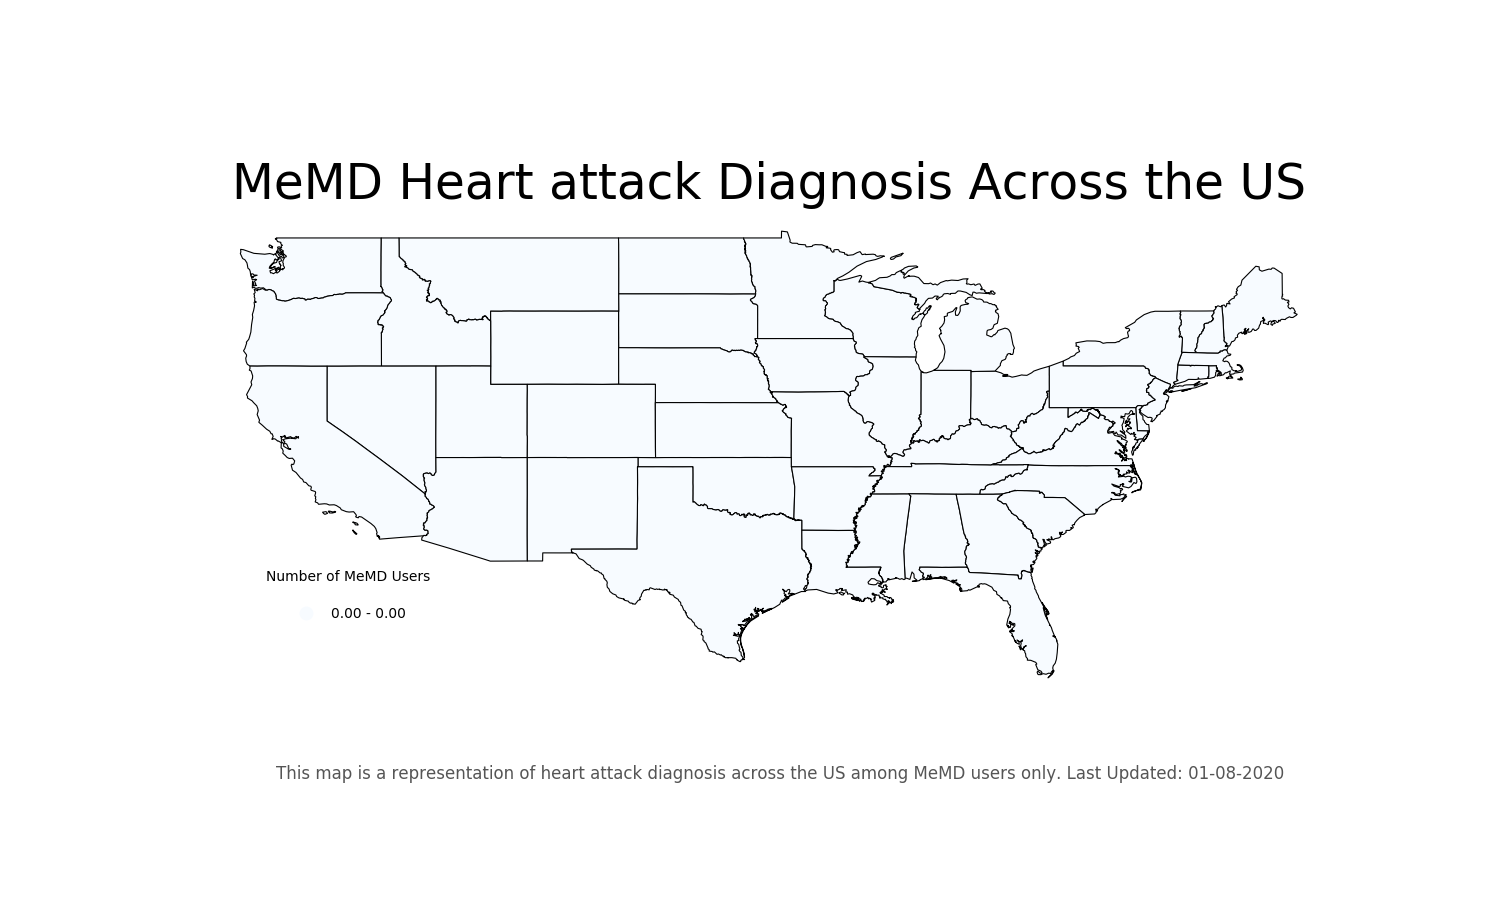 MeMD Heart attack Diagnosis Across the US
Number of MeMD Users
0.00 - 0.00
This map is a representation of heart attack diagnosis across the US among MeMD users only. Last Updated: 01-08-2020